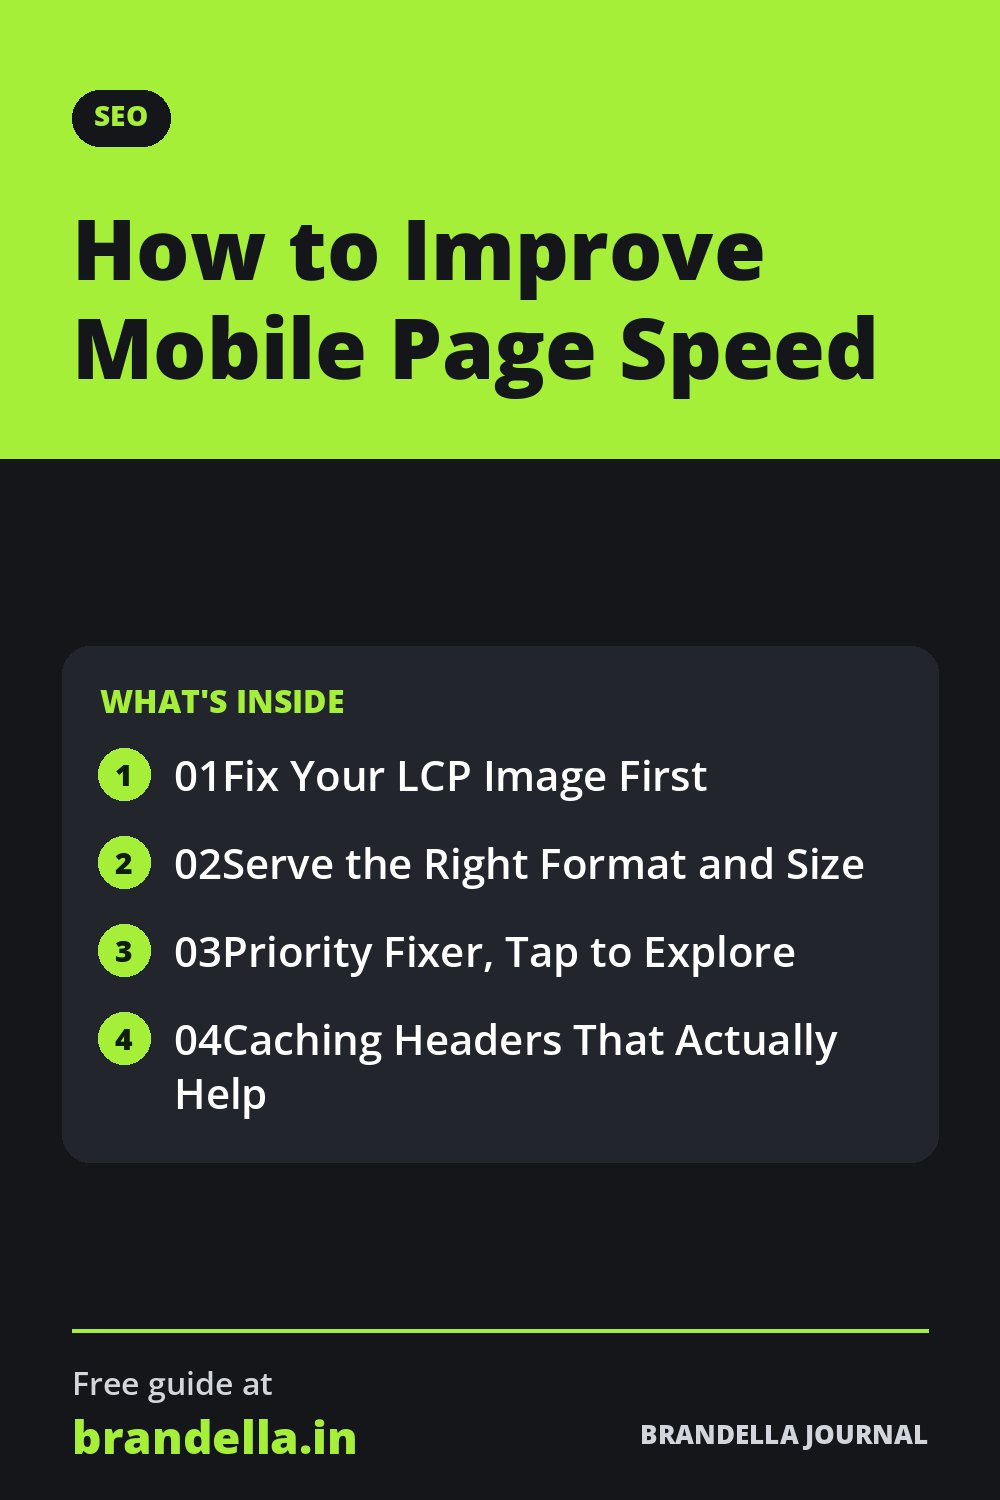 SEO
How to Improve
Mobile Page Speed
WHAT'S INSIDE
1 01Fix Your LCP Image First
2 02Serve the Right Format and Size
3 03Priority Fixer, Tap to Explore
4 04Caching Headers That Actually
Help
Free guide at
brandella.in
BRANDELLA JOURNAL